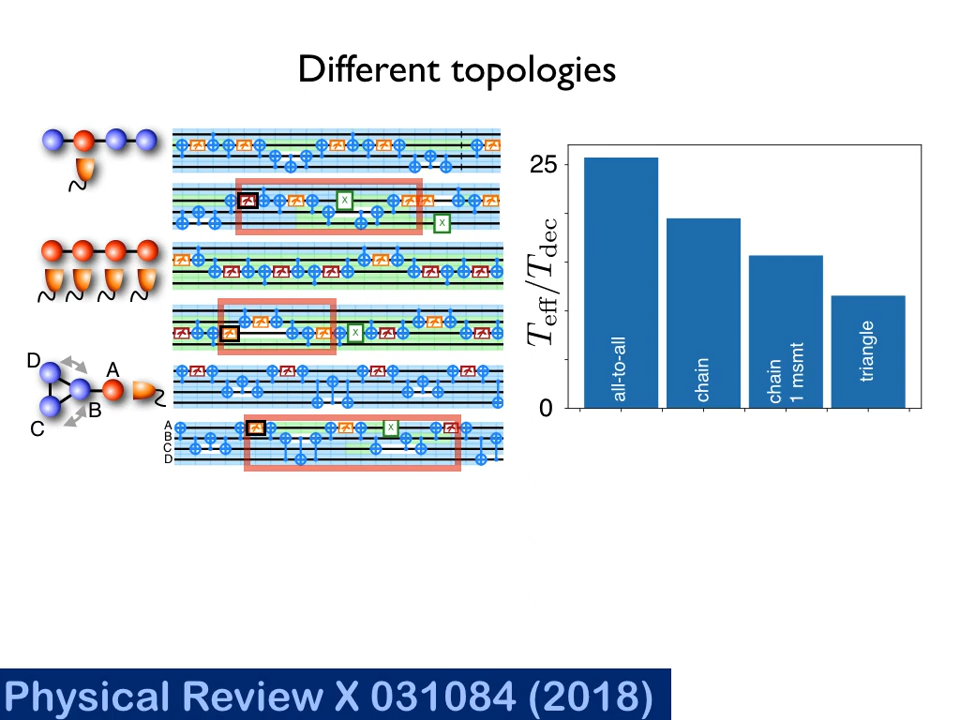 Different topologies
X
X
X
D
A
B
C
A
B
C
D
X
25
T_eff/T_dec
0
all-to-all
chain
chain
1 msmt
triangle
Physical Review X 031084 (2018)